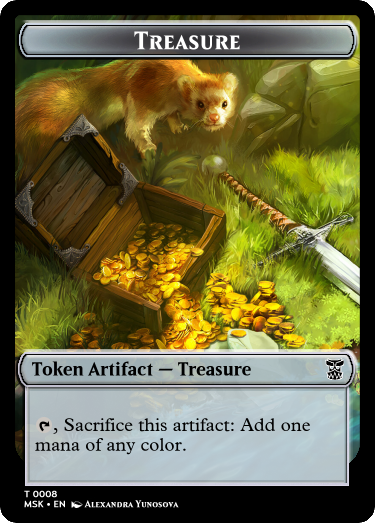 Treasure
Token Artifact — Treasure
, Sacrifice this artifact: Add one
mana of any color.
T 0008
MSK • EN Alexandra Yunosova